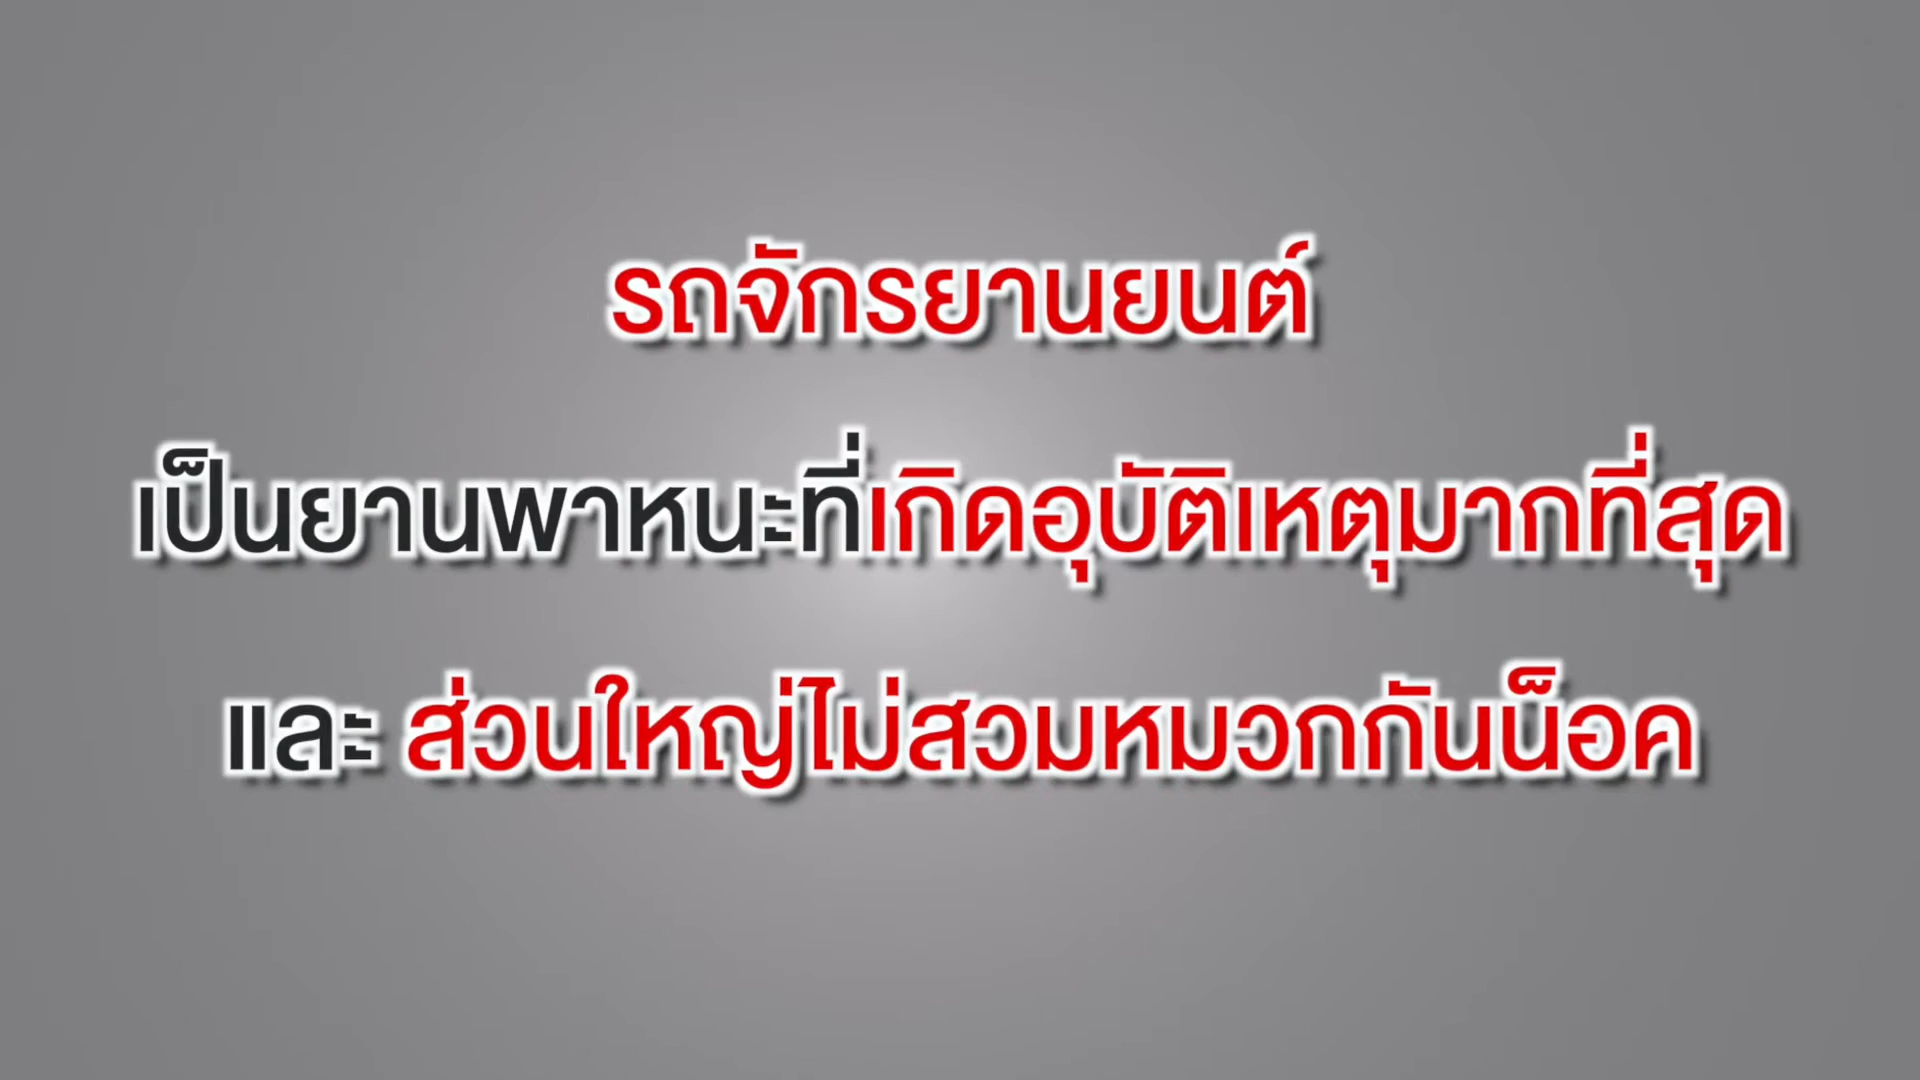 รถจักรยานยนต์
เป็นยานพาหนะที่เกิดอุบัติเหตุมากที่สุด
และ ส่วนใหญ่ไม่สวมหมวกกันน็อค